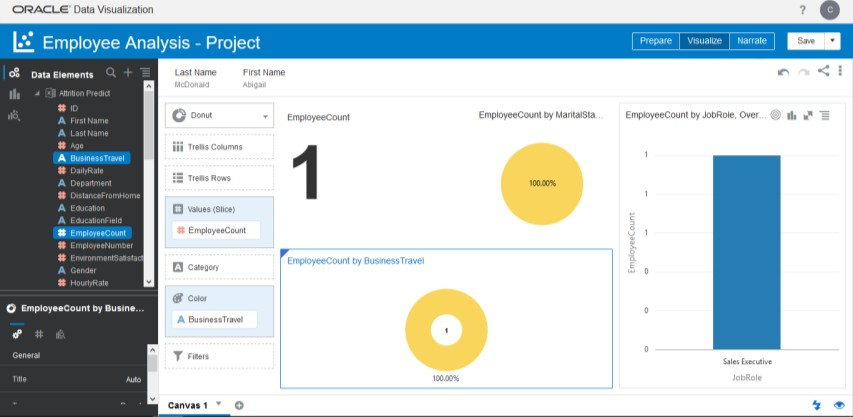 ORACLE® Data Visualization
?
C
Employee Analysis - Project
Prepare
Visualize
Narrate
Save
Data Elements
Attrition Predict
ID
First Name
Last Name
Age
BusinessTravel
DailyRate
Department
DistanceFromHome
Education
EducationField
EmployeeCount
EmployeeNumber
EnvironmentSatisfact
Gender
HourlyRate
EmployeeCount by Busine...
General
Title
Auto
Last Name
First Name
McDonald
Abigail
Donut
Trellis Columns
Trellis Rows
Values (Slice)
EmployeeCount
Category
Color
BusinessTravel
Filters
EmployeeCount
1
EmployeeCount by MaritalSta...
100.00%
EmployeeCount by BusinessTravel
1
100.00%
EmployeeCount by JobRole, Over...
EmployeeCount
1
1
1
0
0
0
Sales Executive
JobRole
Canvas 1